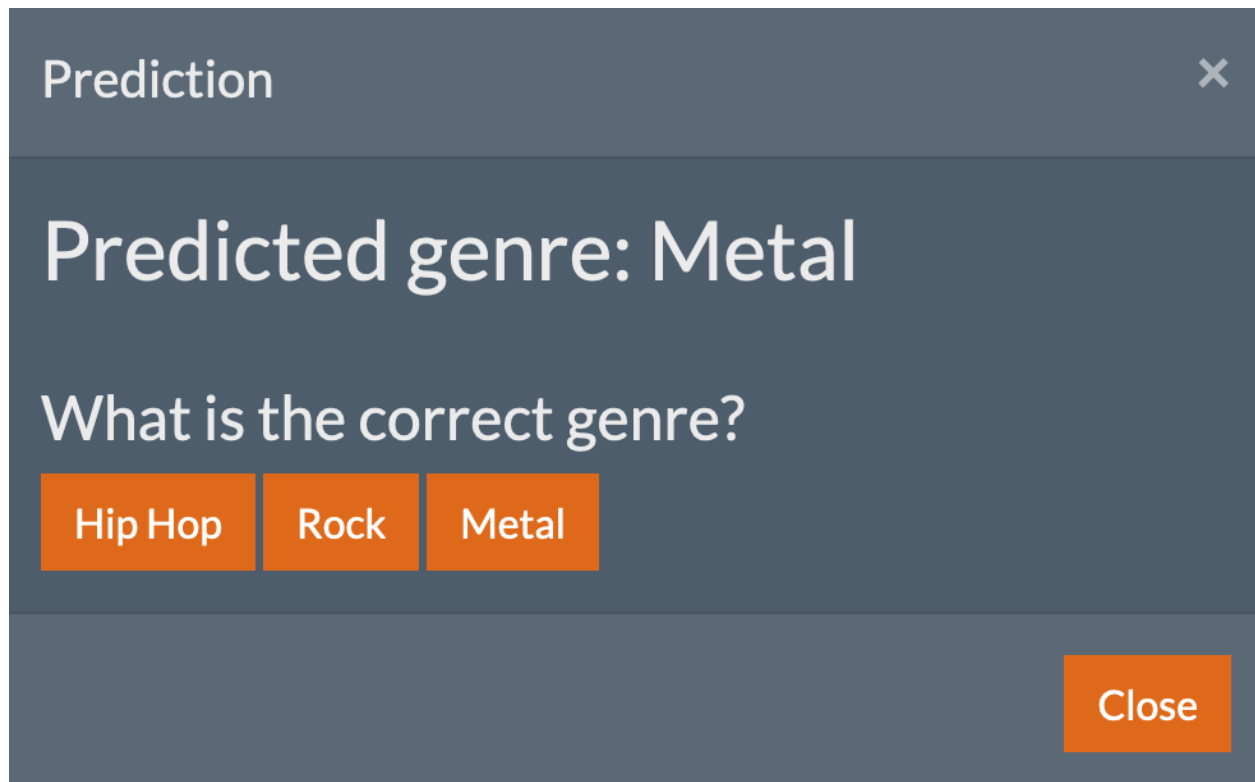 Prediction ×
Predicted genre: Metal
What is the correct genre?
Hip Hop Rock Metal
Close